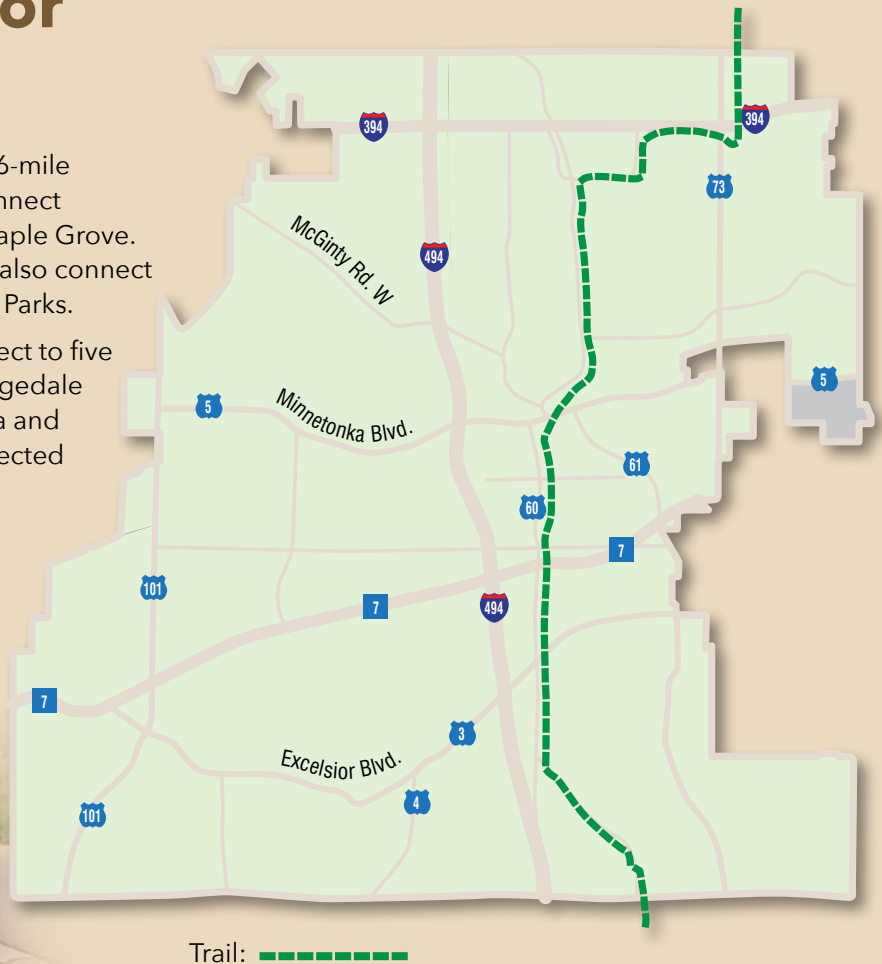 or
6-mile
nnect
aple Grove.
also connect
Parks.
ect to five
gedale
a and
ected
394
394
73
McGinty Rd. W
494
5
5
Minnetonka Blvd.
61
60
7
101
7
494
7
3
Excelsior Blvd.
4
101
Trail: